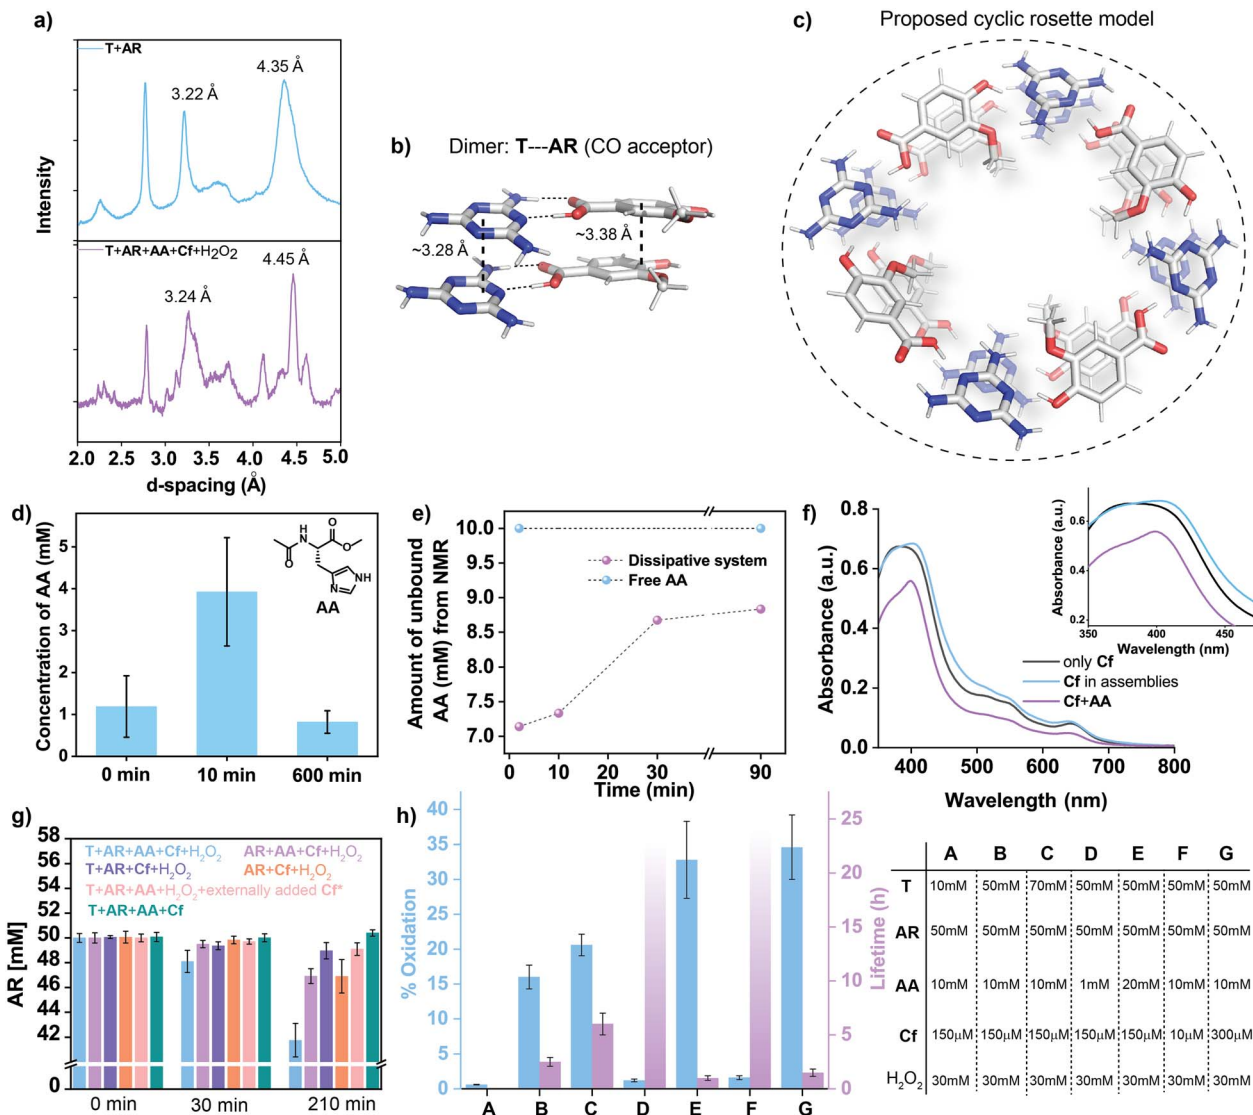 a)
T+AR
3.22 Å
4.35 Å
T+AR+AA+Cf+H2O2
3.24 Å
4.45 Å
Intensity
2.0 2.5 3.0 3.5 4.0 4.5 5.0
d-spacing (Å)
b) Dimer: T---AR (CO acceptor)
~3.28 Å
~3.38 Å
c) Proposed cyclic rosette model
d)
Concentration of AA (mM)
5
4
3
2
1
0
O
H
N
O
O
NH
N
AA
0 min 10 min 600 min
e)
Amount of unbound
AA (mM) from NMR
10.0
9.5
9.0
8.5
8.0
7.5
7.0
Dissipative system
Free AA
0 10 20 30 90
Time (min)
f)
Absorbance (a.u.)
0.8
0.6
0.4
0.2
0.0
400 500 600 700 800
Wavelength (nm)
only Cf
Cf in assemblies
Cf+AA
Absorbance (a.u.)
0.6
0.4
0.2
350 400 450
Wavelength (nm)
g)
AR [mM]
58
56
54
52
50
48
46
44
42
0
T+AR+AA+Cf+H2O2 AR+AA+Cf+H2O2
T+AR+Cf+H2O2 AR+Cf+H2O2
T+AR+AA+H2O2+externally added Cf*
T+AR+AA+Cf
0 min 30 min 210 min
h)
% Oxidation
40
35
30
25
20
15
10
5
0
Lifetime (h)
25
20
15
10
5
0
A B C D E F G
A B C D E F G
T 10mM 50mM 70mM 50mM 50mM 50mM 50mM
AR 50mM 50mM 50mM 50mM 50mM 50mM 50mM
AA 10mM 10mM 10mM 1mM 20mM 10mM 10mM
Cf 150µM 150µM 150µM 150µM 150µM 10µM 300µM
H2O2 30mM 30mM 30mM 30mM 30mM 30mM 30mM